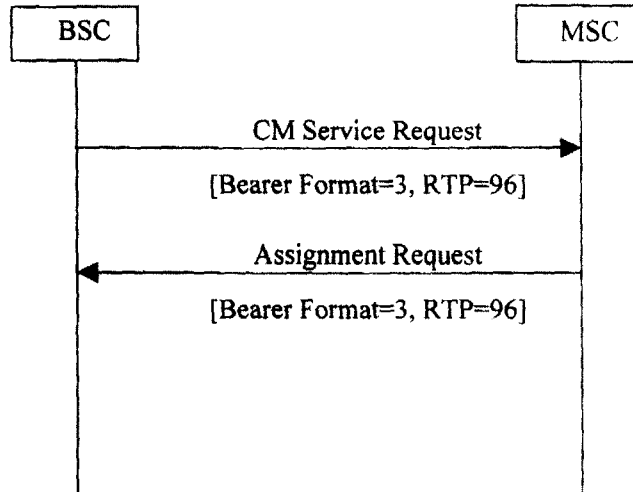 BSC
MSC
CM Service Request
[Bearer Format=3, RTP=96]
Assignment Request
[Bearer Format=3, RTP=96]